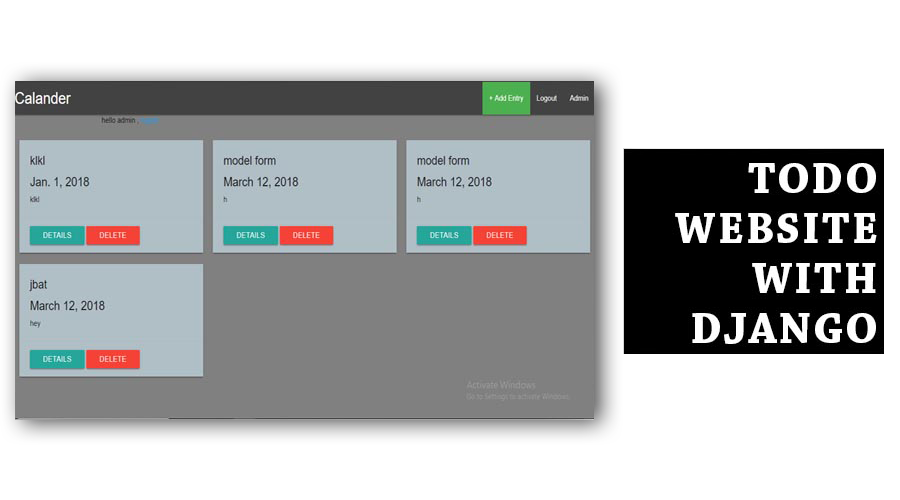 Calander
+ Add Entry Logout Admin
hello admin ,
klkl
Jan. 1, 2018
klkl
DETAILS DELETE
model form
March 12, 2018
h
DETAILS DELETE
model form
March 12, 2018
h
DETAILS DELETE
jbat
March 12, 2018
hey
DETAILS DELETE
Activate Windows
Go to Settings to activate Windows.
TODO
WEBSITE
WITH
DJANGO